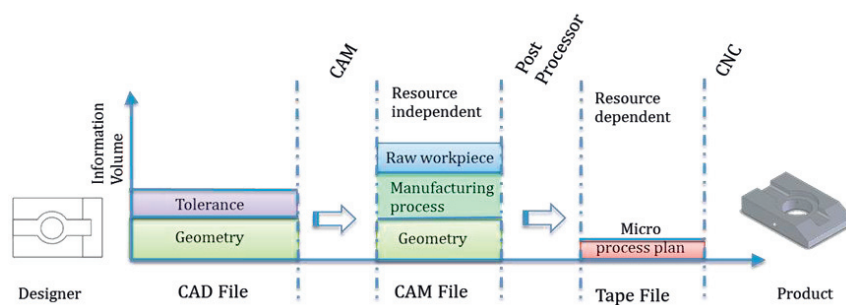 CAM
Post
Processor
CNC
Resource
independent
Resource
dependent
Information
Volume
Raw workpiece
Tolerance
Manufacturing
process
Geometry
Geometry
Micro
process plan
Designer
CAD File
CAM File
Tape File
Product